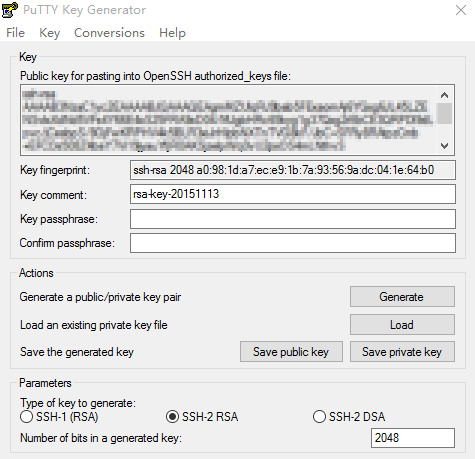 PuTTY Key Generator
File Key Conversions Help
Key
Public key for pasting into OpenSSH authorized_keys file:
ssh-rsa
Key fingerprint: ssh-rsa 2048 a0:98:1d:a7:ec:e9:1b:7a:93:56:9a:dc:04:1e:64:b0
Key comment: rsa-key-20151113
Key passphrase:
Confirm passphrase:
Actions
Generate a public/private key pair Generate
Load an existing private key file Load
Save the generated key Save public key Save private key
Parameters
Type of key to generate:
SSH-1 (RSA) SSH-2 RSA SSH-2 DSA
Number of bits in a generated key: 2048